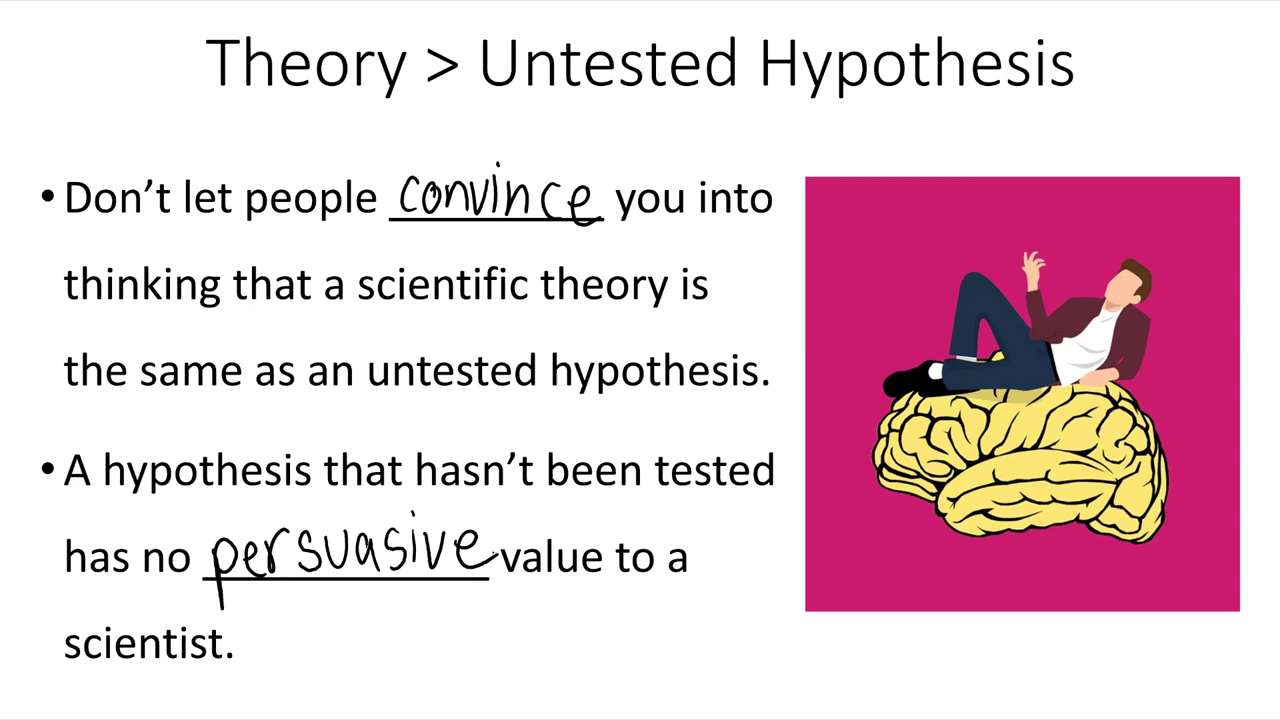 Theory > Untested Hypothesis
• Don’t let people convince you into
thinking that a scientific theory is
the same as an untested hypothesis.
• A hypothesis that hasn’t been tested
has no persuasive value to a
scientist.